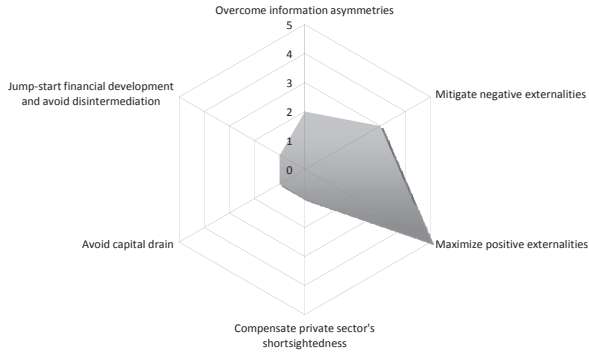 Overcome information asymmetries
5
4
3
2
1
0
Jump-start financial development
and avoid disintermediation
Mitigate negative externalities
Avoid capital drain
Maximize positive externalities
Compensate private sector's
shortsightedness